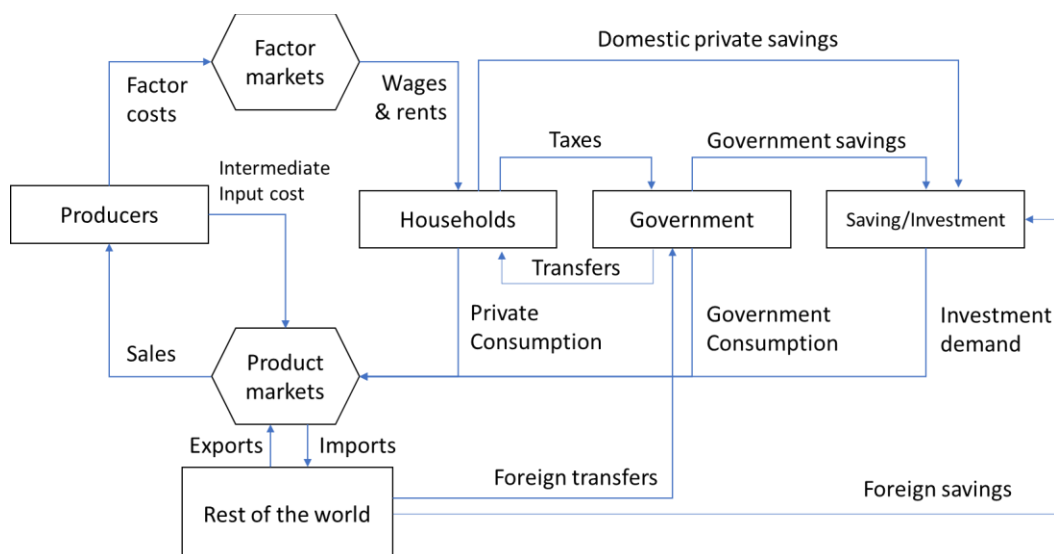 Factor
markets
Domestic private savings
Factor
costs
Wages
& rents
Taxes
Government savings
Intermediate
Input cost
Producers
Households
Government
Saving/Investment
Transfers
Private
Consumption
Government
Consumption
Investment
demand
Sales
Product
markets
Exports
Imports
Foreign transfers
Foreign savings
Rest of the world